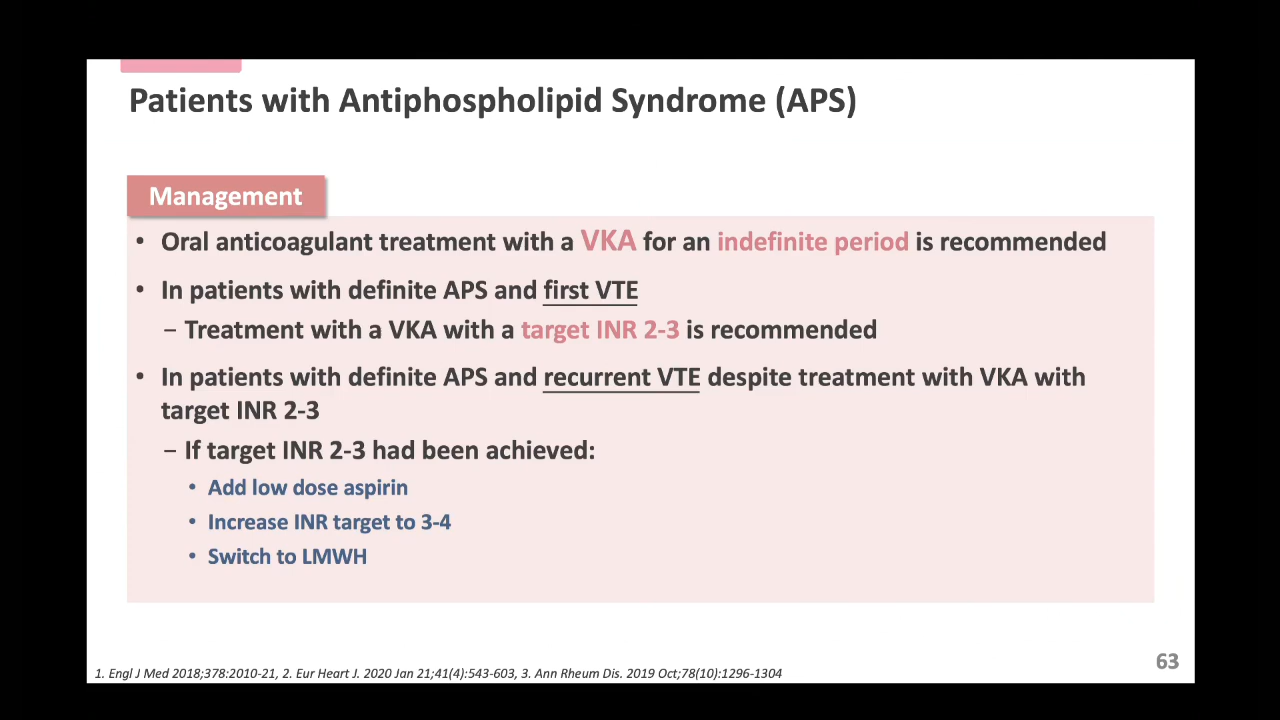 Patients with Antiphospholipid Syndrome (APS)
Management
• Oral anticoagulant treatment with a VKA for an indefinite period is recommended
• In patients with definite APS and first VTE
– Treatment with a VKA with a target INR 2-3 is recommended
• In patients with definite APS and recurrent VTE despite treatment with VKA with
target INR 2-3
– If target INR 2-3 had been achieved:
• Add low dose aspirin
• Increase INR target to 3-4
• Switch to LMWH
63
1. Engl J Med 2018;378:2010-21, 2. Eur Heart J. 2020 Jan 21;41(4):543-603, 3. Ann Rheum Dis. 2019 Oct;78(10):1296-1304